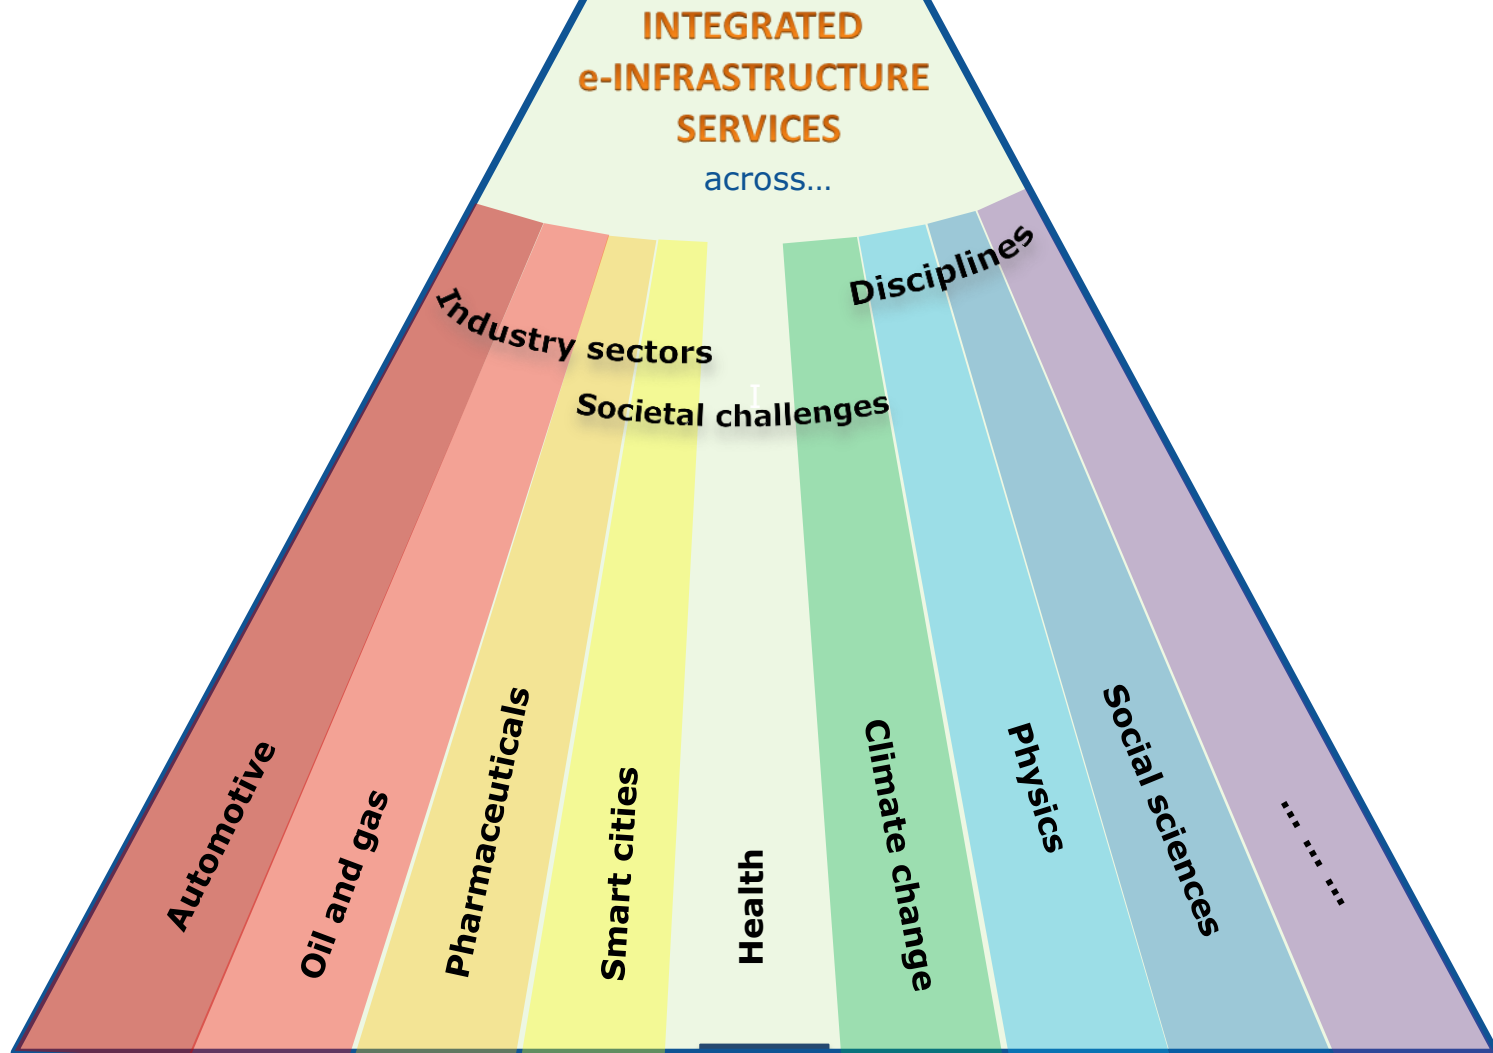 INTEGRATED
e-INFRASTRUCTURE
SERVICES
across...
Disciplines
Industry sectors
Societal challenges
Automotive
Oil and gas
Pharmaceuticals
Smart cities
Health
Climate change
Physics
Social sciences
... ... ...